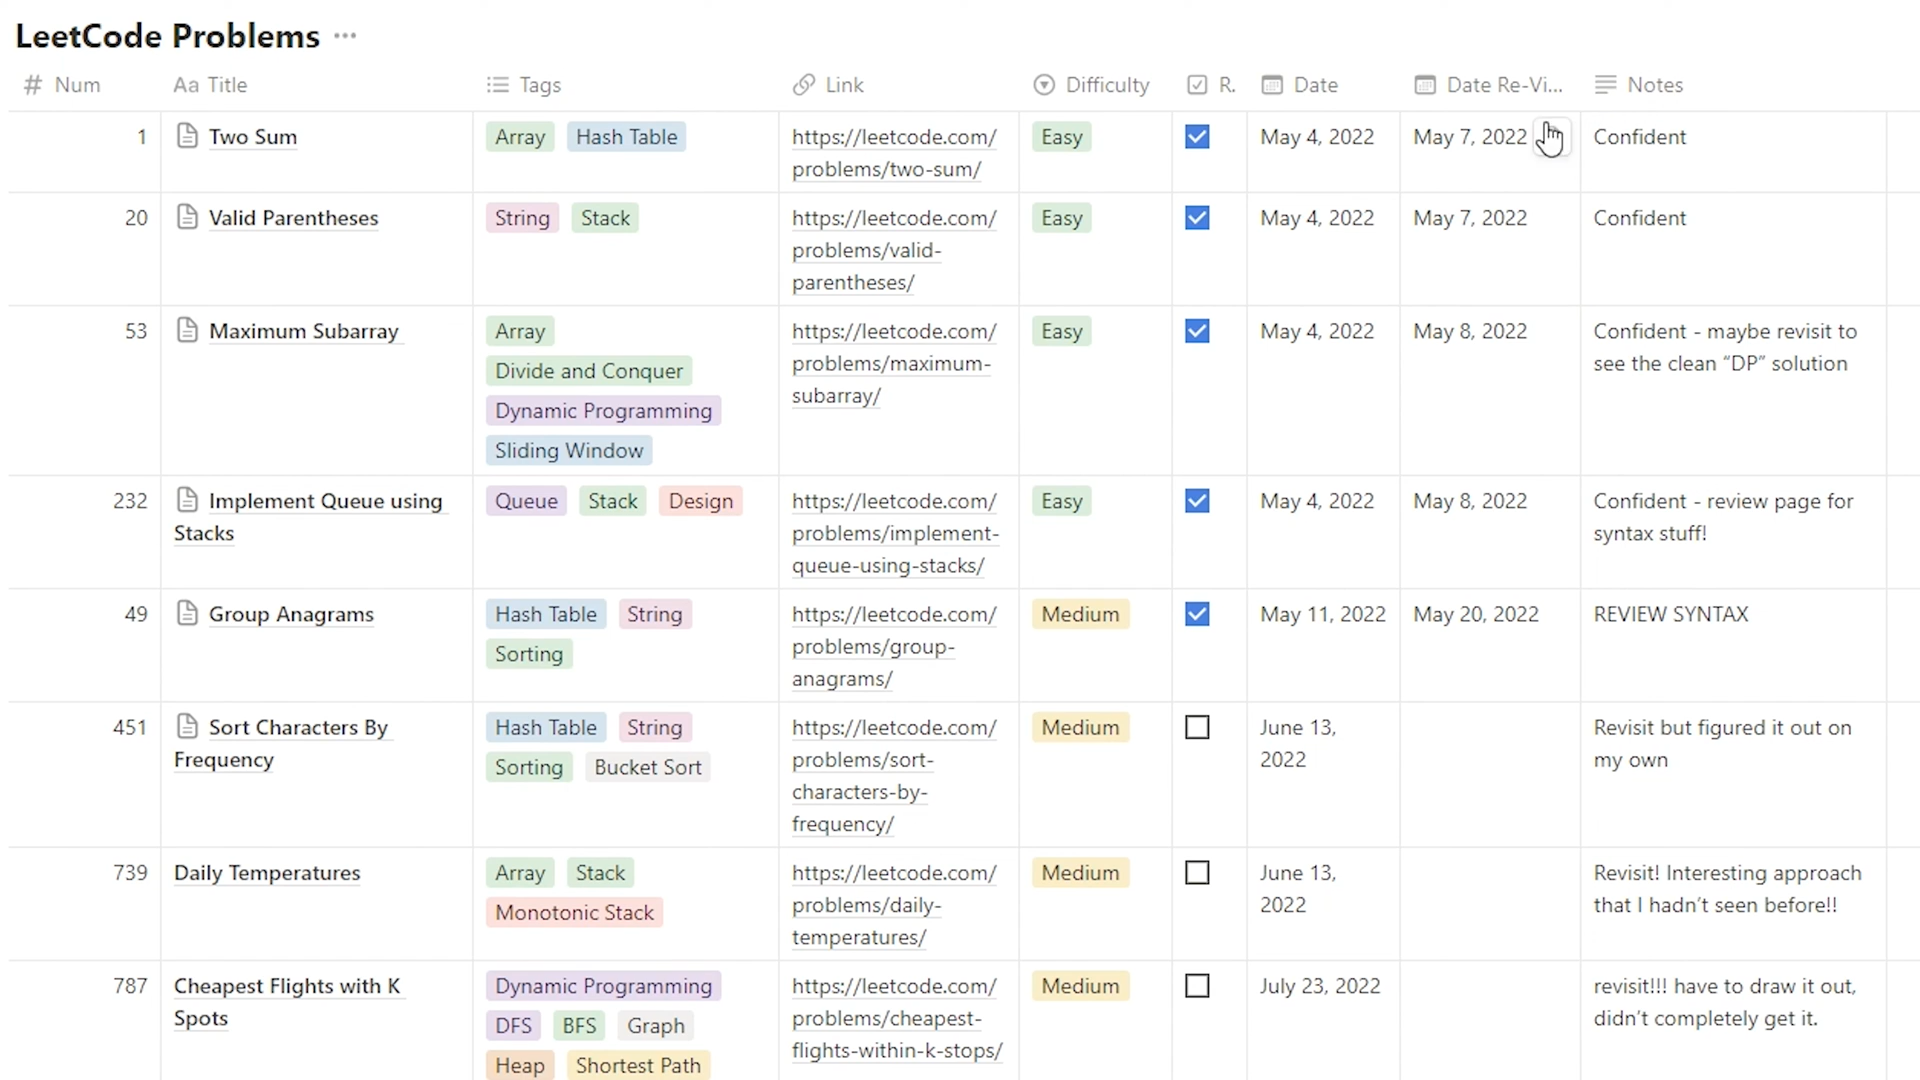 LeetCode Problems ...
# Num Aa Title Tags Link Difficulty R. Date Date Re-Vi... Notes
1 Two Sum Array Hash Table https://leetcode.com/ Easy May 4, 2022 May 7, 2022 Confident
problems/two-sum/
20 Valid Parentheses String Stack https://leetcode.com/ Easy May 4, 2022 May 7, 2022 Confident
problems/valid-
parentheses/
53 Maximum Subarray Array https://leetcode.com/ Easy May 4, 2022 May 8, 2022 Confident - maybe revisit to
Divide and Conquer problems/maximum- see the clean “DP” solution
Dynamic Programming subarray/
Sliding Window
232 Implement Queue using Queue Stack Design https://leetcode.com/ Easy May 4, 2022 May 8, 2022 Confident - review page for
Stacks problems/implement- syntax stuff!
queue-using-stacks/
49 Group Anagrams Hash Table String https://leetcode.com/ Medium May 11, 2022 May 20, 2022 REVIEW SYNTAX
Sorting problems/group-
anagrams/
451 Sort Characters By Hash Table String https://leetcode.com/ Medium June 13, Revisit but figured it out on
Frequency Sorting Bucket Sort problems/sort- 2022 my own
characters-by-
frequency/
739 Daily Temperatures Array Stack https://leetcode.com/ Medium June 13, Revisit! Interesting approach
Monotonic Stack problems/daily- 2022 that I hadn’t seen before!!
temperatures/
787 Cheapest Flights with K Dynamic Programming https://leetcode.com/ Medium July 23, 2022 revisit!!! have to draw it out,
Spots DFS BFS Graph problems/cheapest- didn’t completely get it.
Heap Shortest Path flights-within-k-stops/